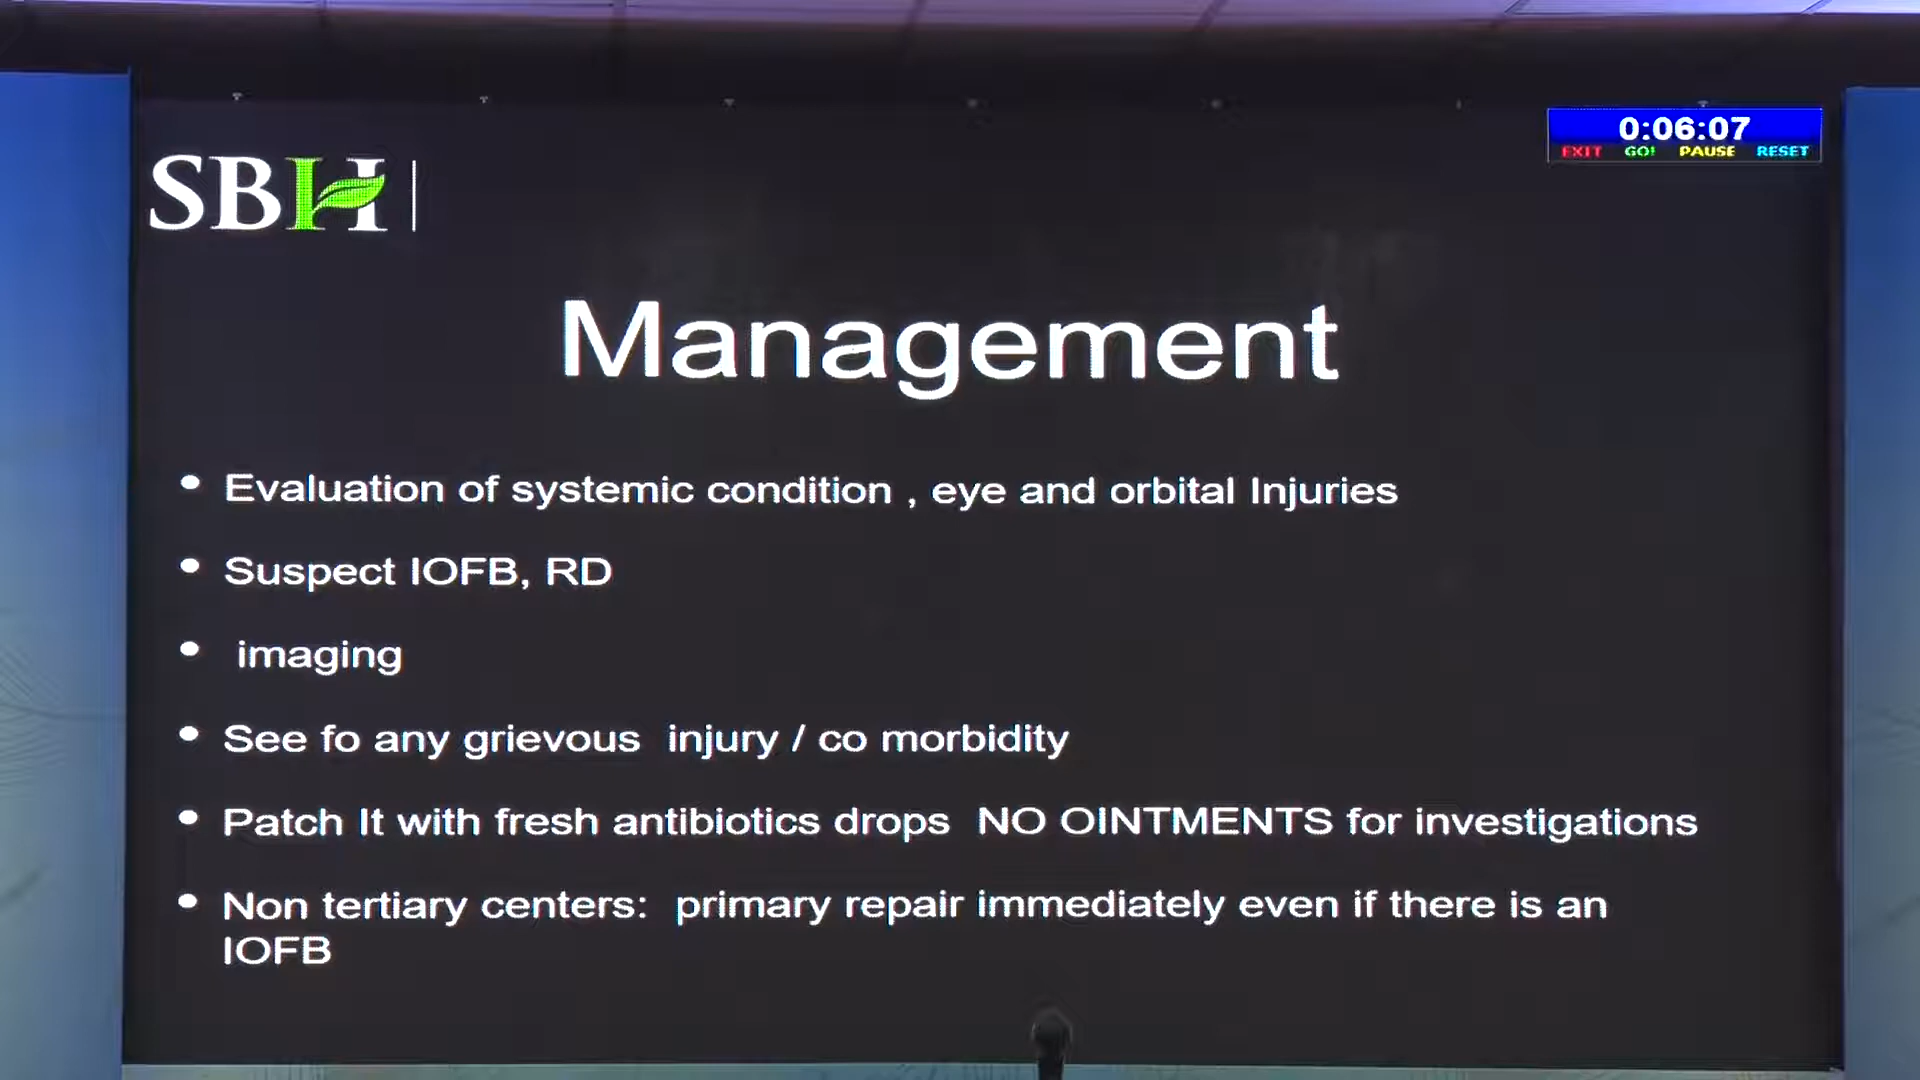 0:06:07
EXIT GO! PAUSE RESET
SBH
Management
• Evaluation of systemic condition , eye and orbital Injuries
• Suspect IOFB, RD
• imaging
• See fo any grievous injury / co morbidity
• Patch It with fresh antibiotics drops NO OINTMENTS for investigations
• Non tertiary centers: primary repair immediately even if there is an
IOFB